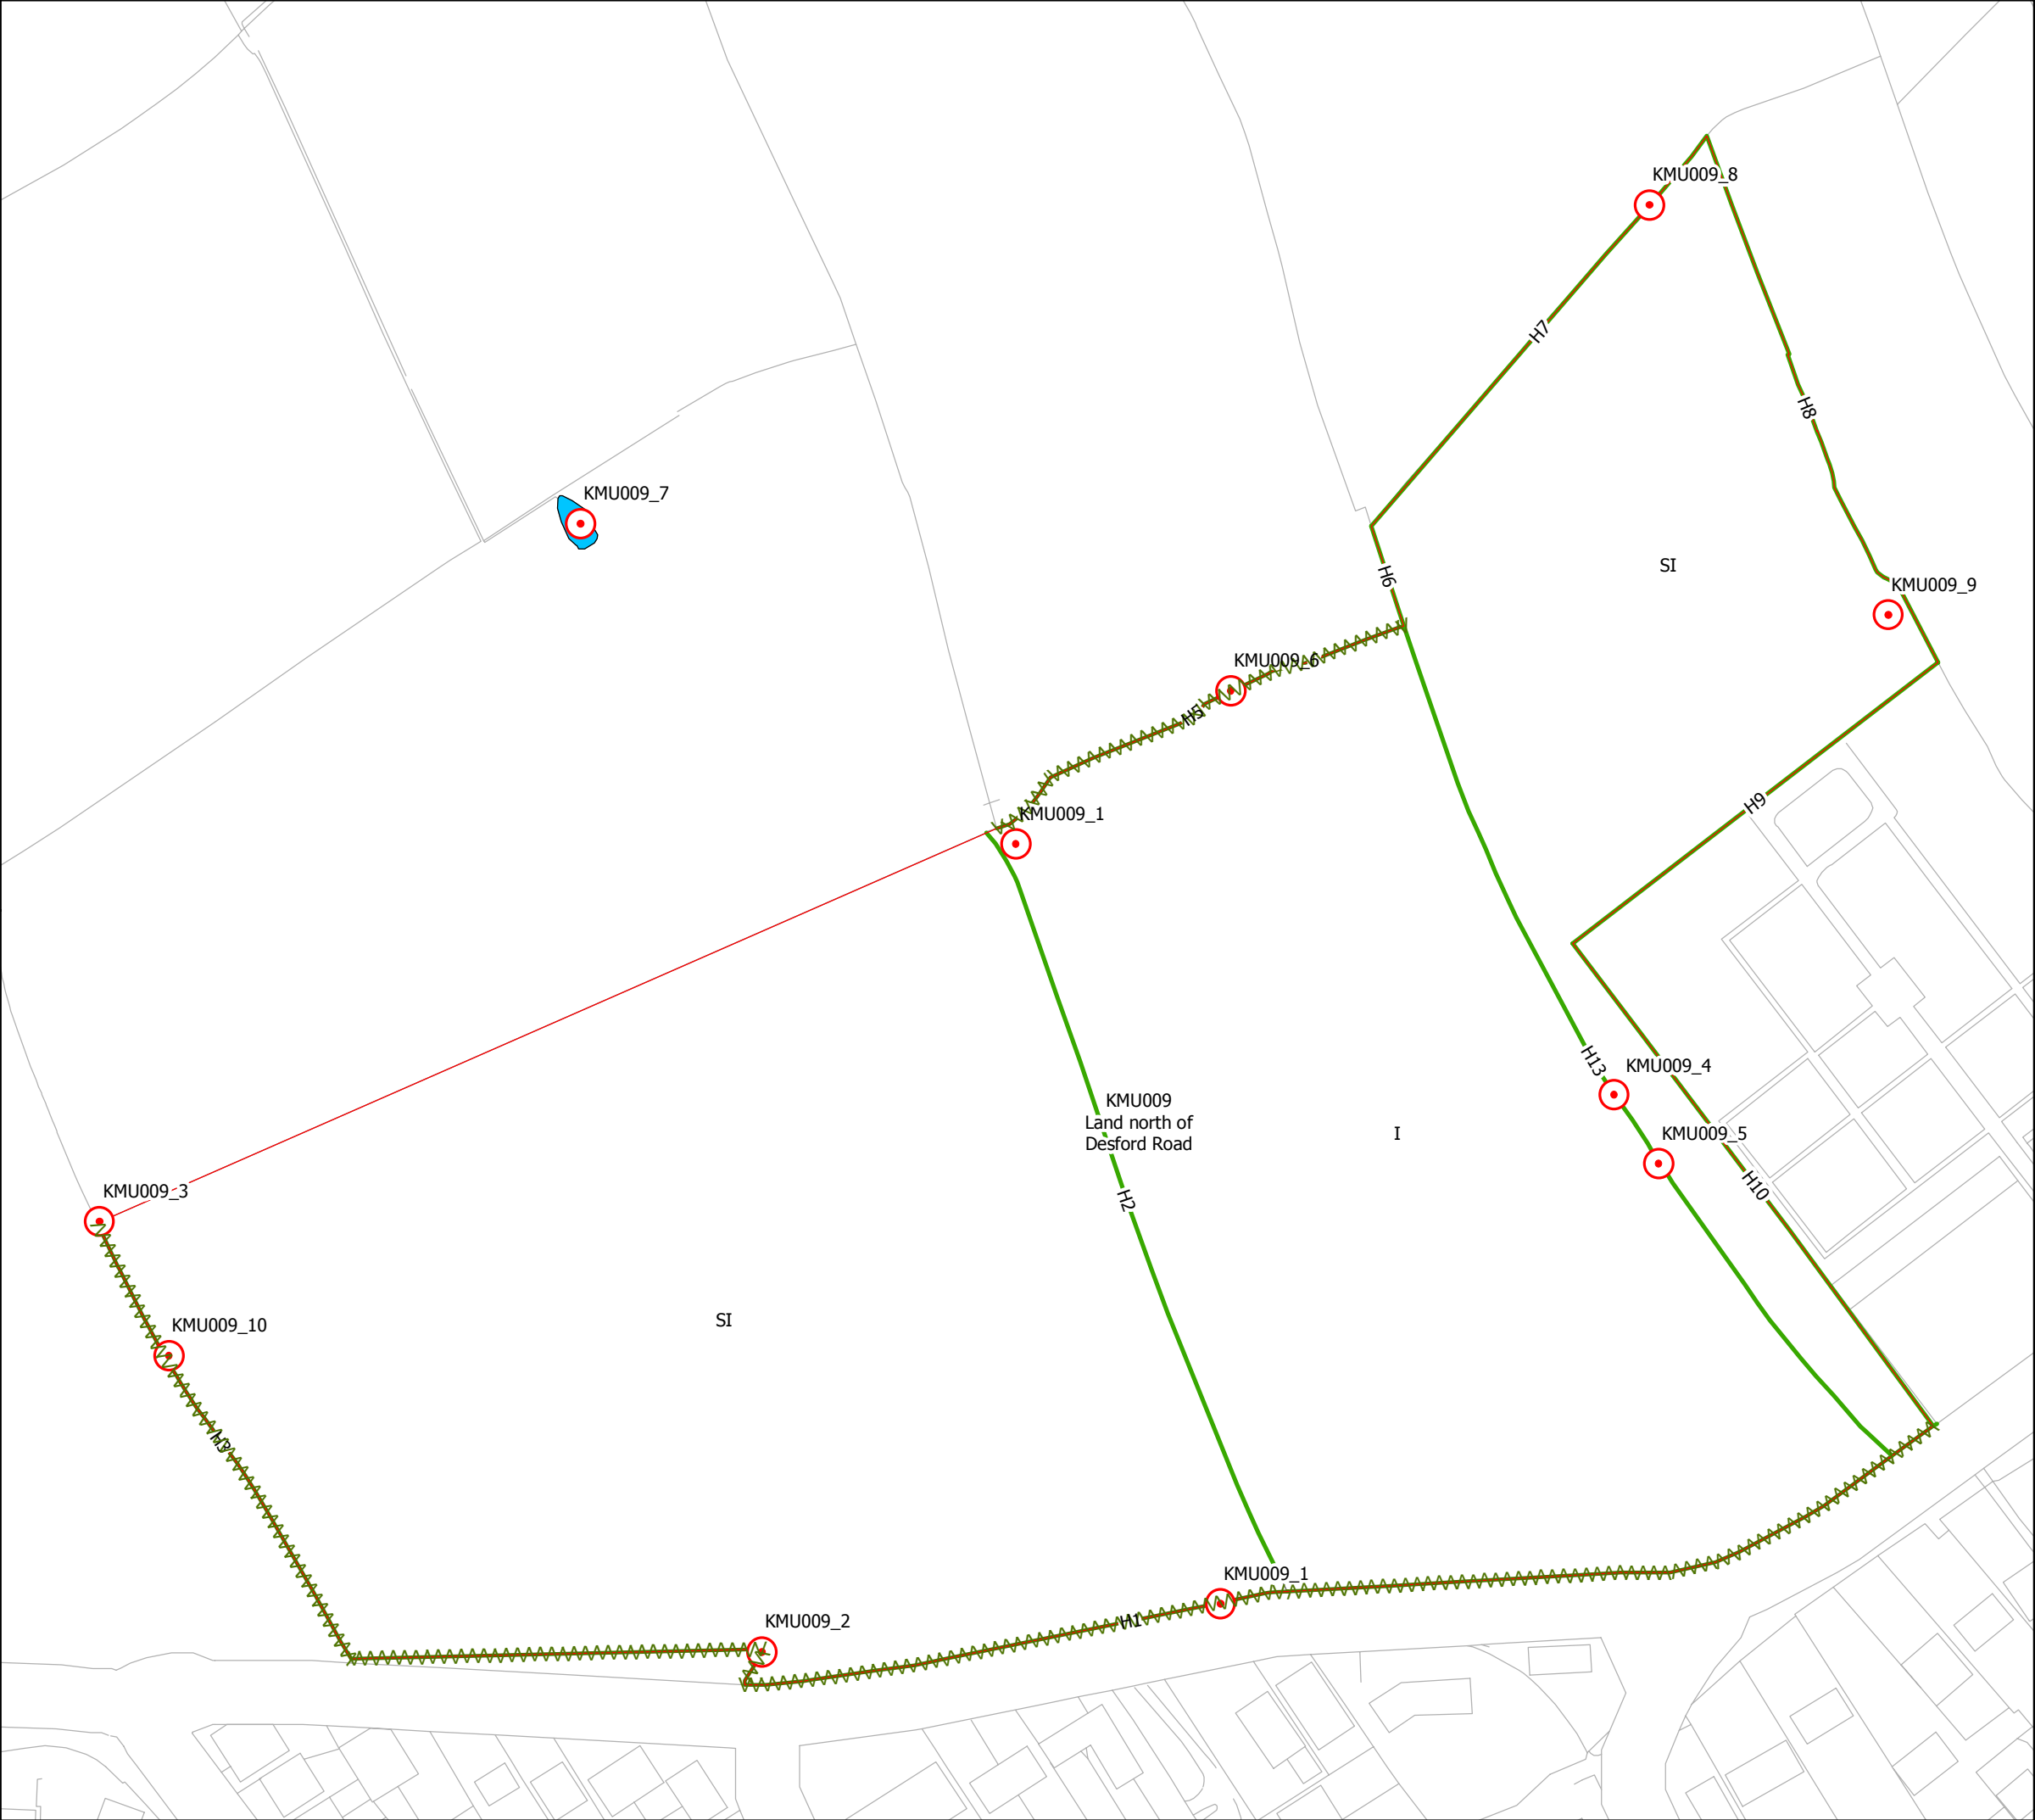 KMU009_8
H7
H8
KMU009_7
SI
H6
KMU009_9
KMU009_6
H5
H9
KMU009_1
H13
KMU009_4
KMU009
Land north of
Desford Road
I
KMU009_5
H10
KMU009_3
H2
SI
KMU009_10
H3
KMU009_1
KMU009_2
H1